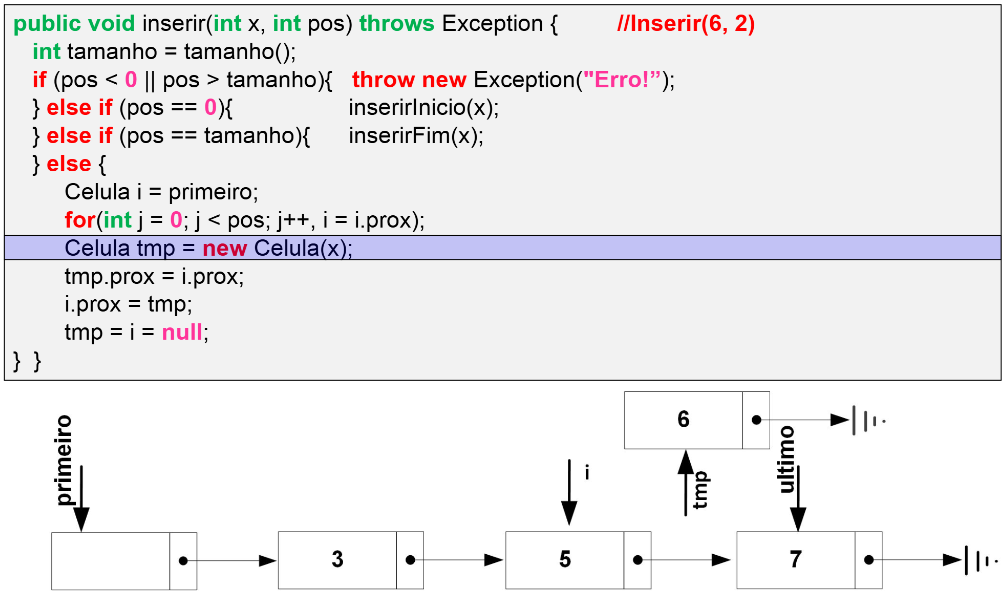 public void inserir(int x, int pos) throws Exception { //Inserir(6, 2)
int tamanho = tamanho();
if (pos < 0 || pos > tamanho){ throw new Exception("Erro!”);
} else if (pos == 0){ inserirInicio(x);
} else if (pos == tamanho){ inserirFim(x);
} else {
Celula i = primeiro;
for(int j = 0; j < pos; j++, i = i.prox);
Celula tmp = new Celula(x);
tmp.prox = i.prox;
i.prox = tmp;
tmp = i = null;
} }
primeiro
i
6
tmp
ultimo
3
5
7